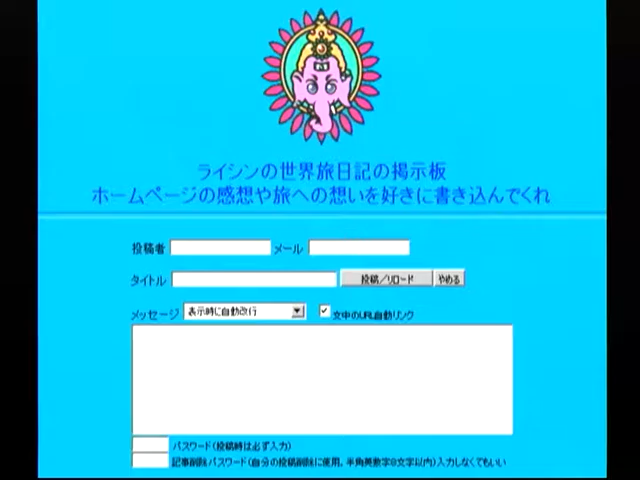 ライシンの世界旅日記の掲示板
ホームページの感想や旅への想いを好きに書き込んでくれ
投稿者 メール
タイトル 投稿/リロード やめる
メッセージ 表示時に自動改行 文中のURL自動リンク
パスワード(投稿時は必ず入力)
記事削除パスワード(自分の投稿削除に使用。半角英数字8文字以内)入力しなくてもいい